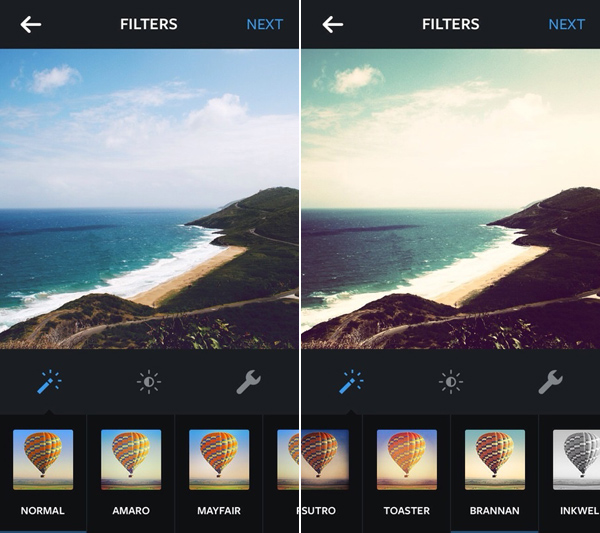 FILTERS
NEXT
NORMAL
AMARO
MAYFAIR
FILTERS
NEXT
SUTRO
TOASTER
BRANNAN
INKWEL